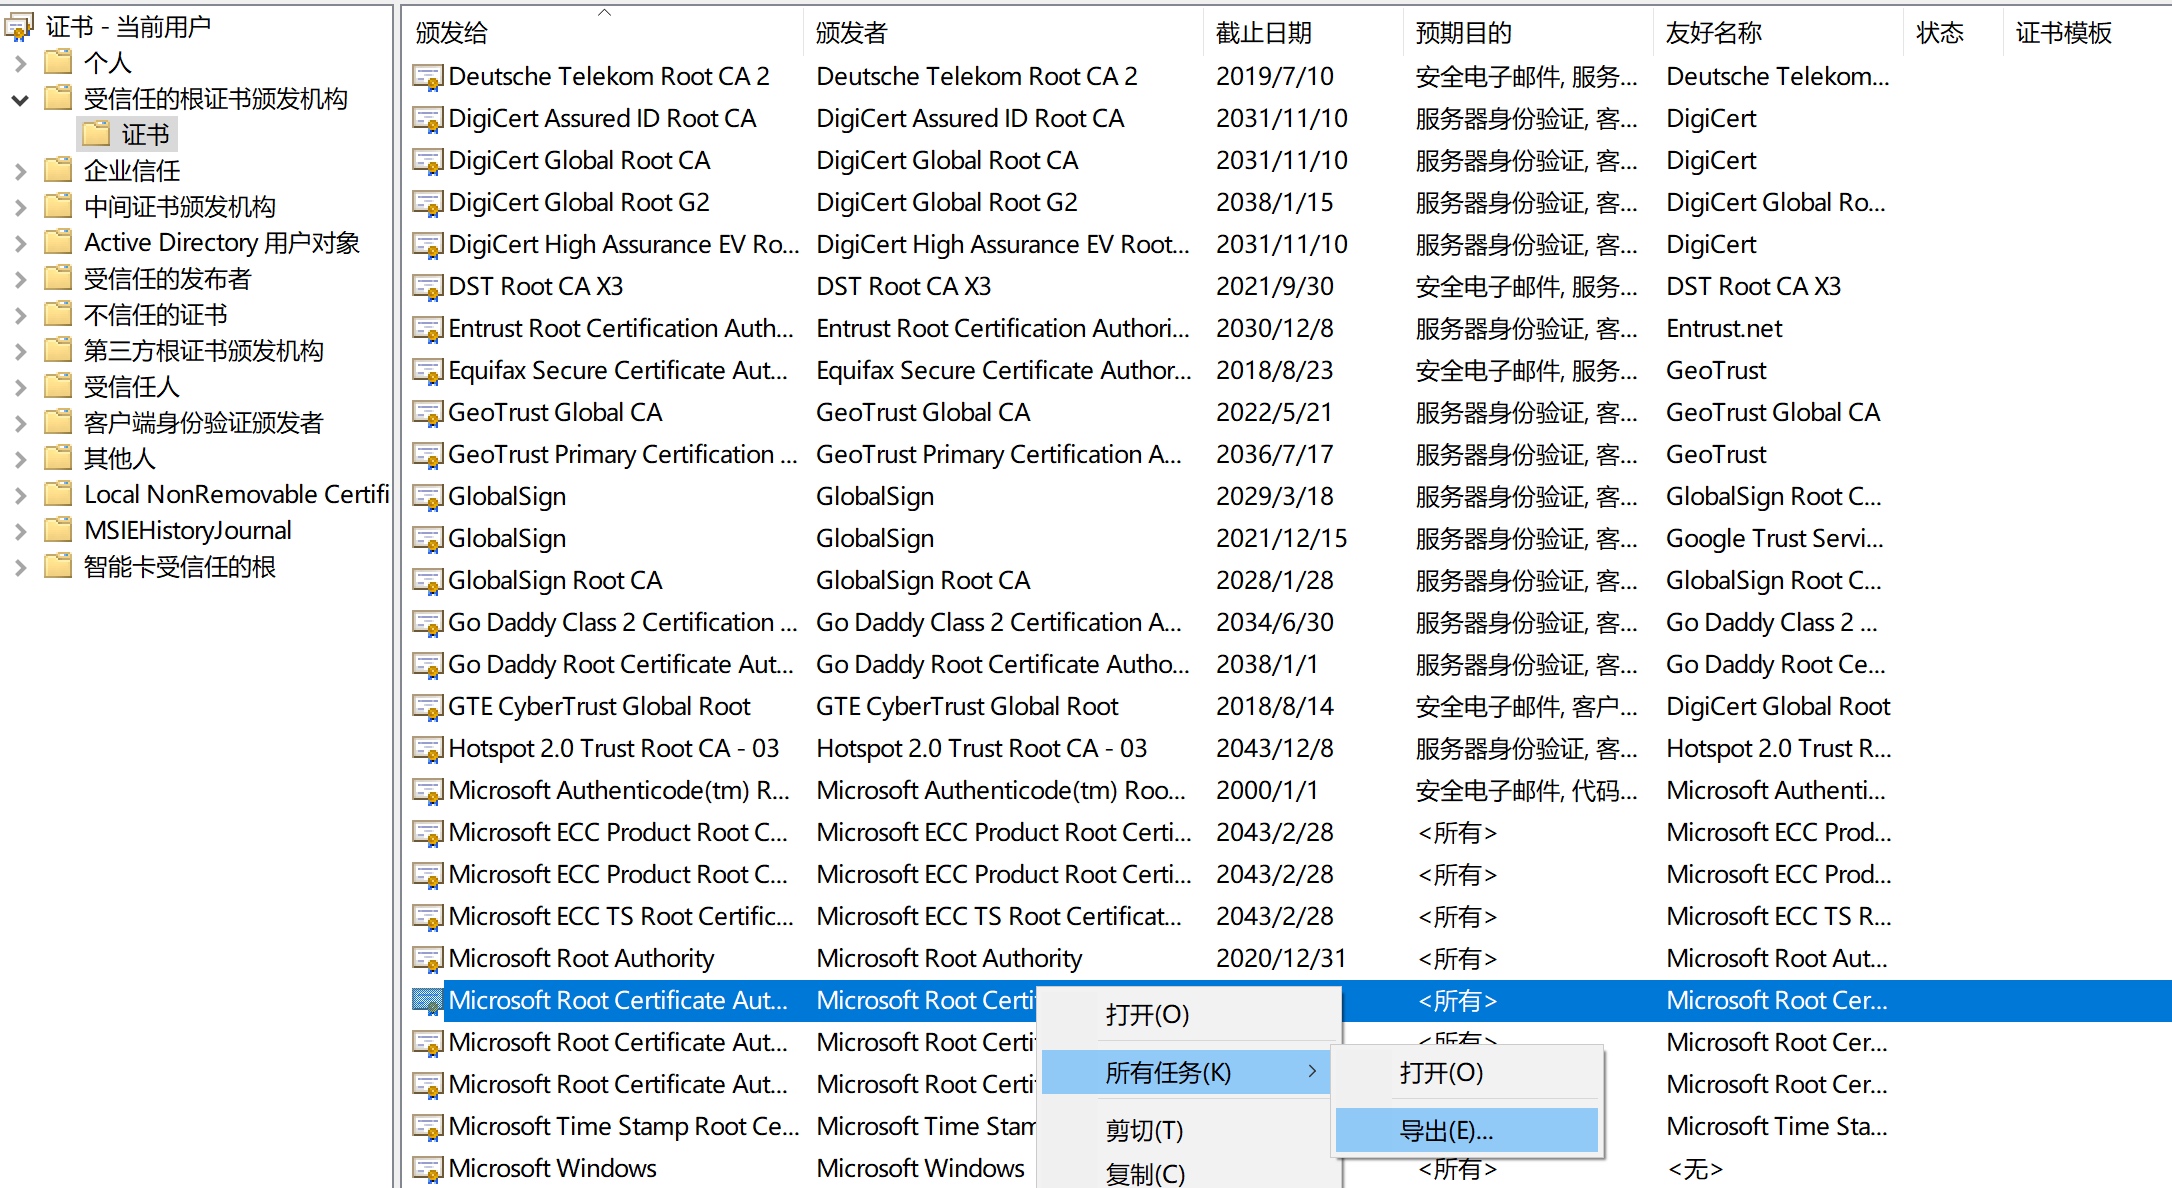 证书 - 当前用户
个人
受信任的根证书颁发机构
证书
企业信任
中间证书颁发机构
Active Directory 用户对象
受信任的发布者
不信任的证书
第三方根证书颁发机构
受信任人
客户端身份验证颁发者
其他人
Local NonRemovable Certifi
MSIEHistoryJournal
智能卡受信任的根
颁发给 颁发者 截止日期 预期目的 友好名称 状态 证书模板
Deutsche Telekom Root CA 2 Deutsche Telekom Root CA 2 2019/7/10 安全电子邮件, 服务... Deutsche Telekom...
DigiCert Assured ID Root CA DigiCert Assured ID Root CA 2031/11/10 服务器身份验证, 客... DigiCert
DigiCert Global Root CA DigiCert Global Root CA 2031/11/10 服务器身份验证, 客... DigiCert
DigiCert Global Root G2 DigiCert Global Root G2 2038/1/15 服务器身份验证, 客... DigiCert Global Ro...
DigiCert High Assurance EV Ro... DigiCert High Assurance EV Root... 2031/11/10 服务器身份验证, 客... DigiCert
DST Root CA X3 DST Root CA X3 2021/9/30 安全电子邮件, 服务... DST Root CA X3
Entrust Root Certification Auth... Entrust Root Certification Authori... 2030/12/8 服务器身份验证, 客... Entrust.net
Equifax Secure Certificate Aut... Equifax Secure Certificate Author... 2018/8/23 安全电子邮件, 服务... GeoTrust
GeoTrust Global CA GeoTrust Global CA 2022/5/21 服务器身份验证, 客... GeoTrust Global CA
GeoTrust Primary Certification ... GeoTrust Primary Certification A... 2036/7/17 服务器身份验证, 客... GeoTrust
GlobalSign GlobalSign 2029/3/18 服务器身份验证, 客... GlobalSign Root C...
GlobalSign GlobalSign 2021/12/15 服务器身份验证, 客... Google Trust Servi...
GlobalSign Root CA GlobalSign Root CA 2028/1/28 服务器身份验证, 客... GlobalSign Root C...
Go Daddy Class 2 Certification ... Go Daddy Class 2 Certification A... 2034/6/30 服务器身份验证, 客... Go Daddy Class 2 ...
Go Daddy Root Certificate Aut... Go Daddy Root Certificate Autho... 2038/1/1 服务器身份验证, 客... Go Daddy Root Ce...
GTE CyberTrust Global Root GTE CyberTrust Global Root 2018/8/14 安全电子邮件, 客户... DigiCert Global Root
Hotspot 2.0 Trust Root CA - 03 Hotspot 2.0 Trust Root CA - 03 2043/12/8 服务器身份验证, 客... Hotspot 2.0 Trust R...
Microsoft Authenticode(tm) R... Microsoft Authenticode(tm) Roo... 2000/1/1 安全电子邮件, 代码... Microsoft Authenti...
Microsoft ECC Product Root C... Microsoft ECC Product Root Certi... 2043/2/28 <所有> Microsoft ECC Prod...
Microsoft ECC Product Root C... Microsoft ECC Product Root Certi... 2043/2/28 <所有> Microsoft ECC Prod...
Microsoft ECC TS Root Certific... Microsoft ECC TS Root Certificat... 2043/2/28 <所有> Microsoft ECC TS R...
Microsoft Root Authority Microsoft Root Authority 2020/12/31 <所有> Microsoft Root Aut...
Microsoft Root Certificate Aut... Microsoft Root Certi <所有> Microsoft Root Cer...
Microsoft Root Certificate Aut... Microsoft Root Certi <所有> Microsoft Root Cer...
Microsoft Root Certificate Aut... Microsoft Root Certi Microsoft Root Cer...
Microsoft Time Stamp Root Ce... Microsoft Time Stam Microsoft Time Sta...
Microsoft Windows Microsoft Windows <所有> <无>
打开(O)
所有任务(K)
剪切(T)
复制(C)
打开(O)
导出(E)...